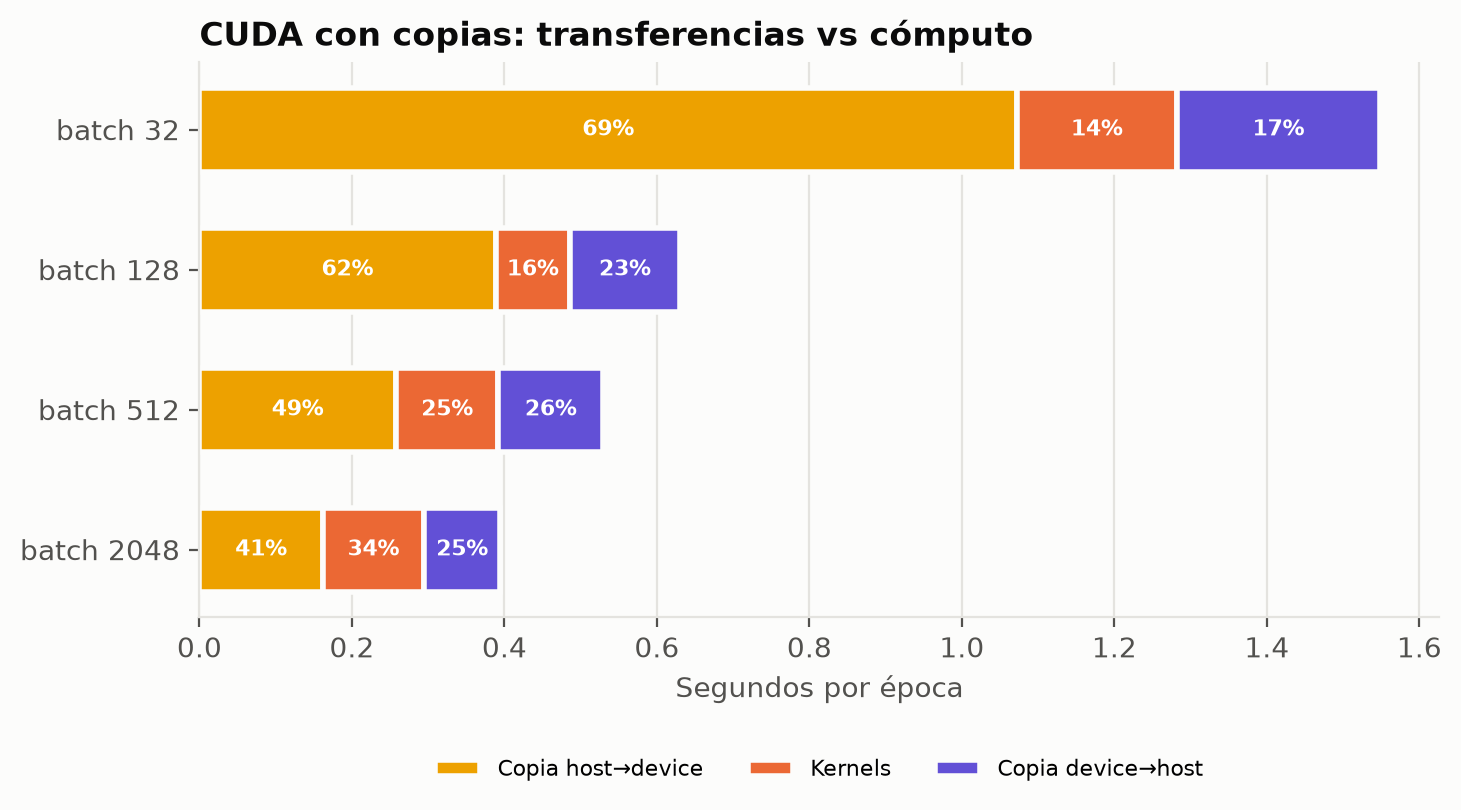 CUDA con copias: transferencias vs cómputo
batch 32
69%
14%
17%
batch 128
62%
16%
23%
batch 512
49%
25%
26%
batch 2048
41%
34%
25%
0.0
0.2
0.4
0.6
0.8
1.0
1.2
1.4
1.6
Segundos por época
Copia host→device
Kernels
Copia device→host